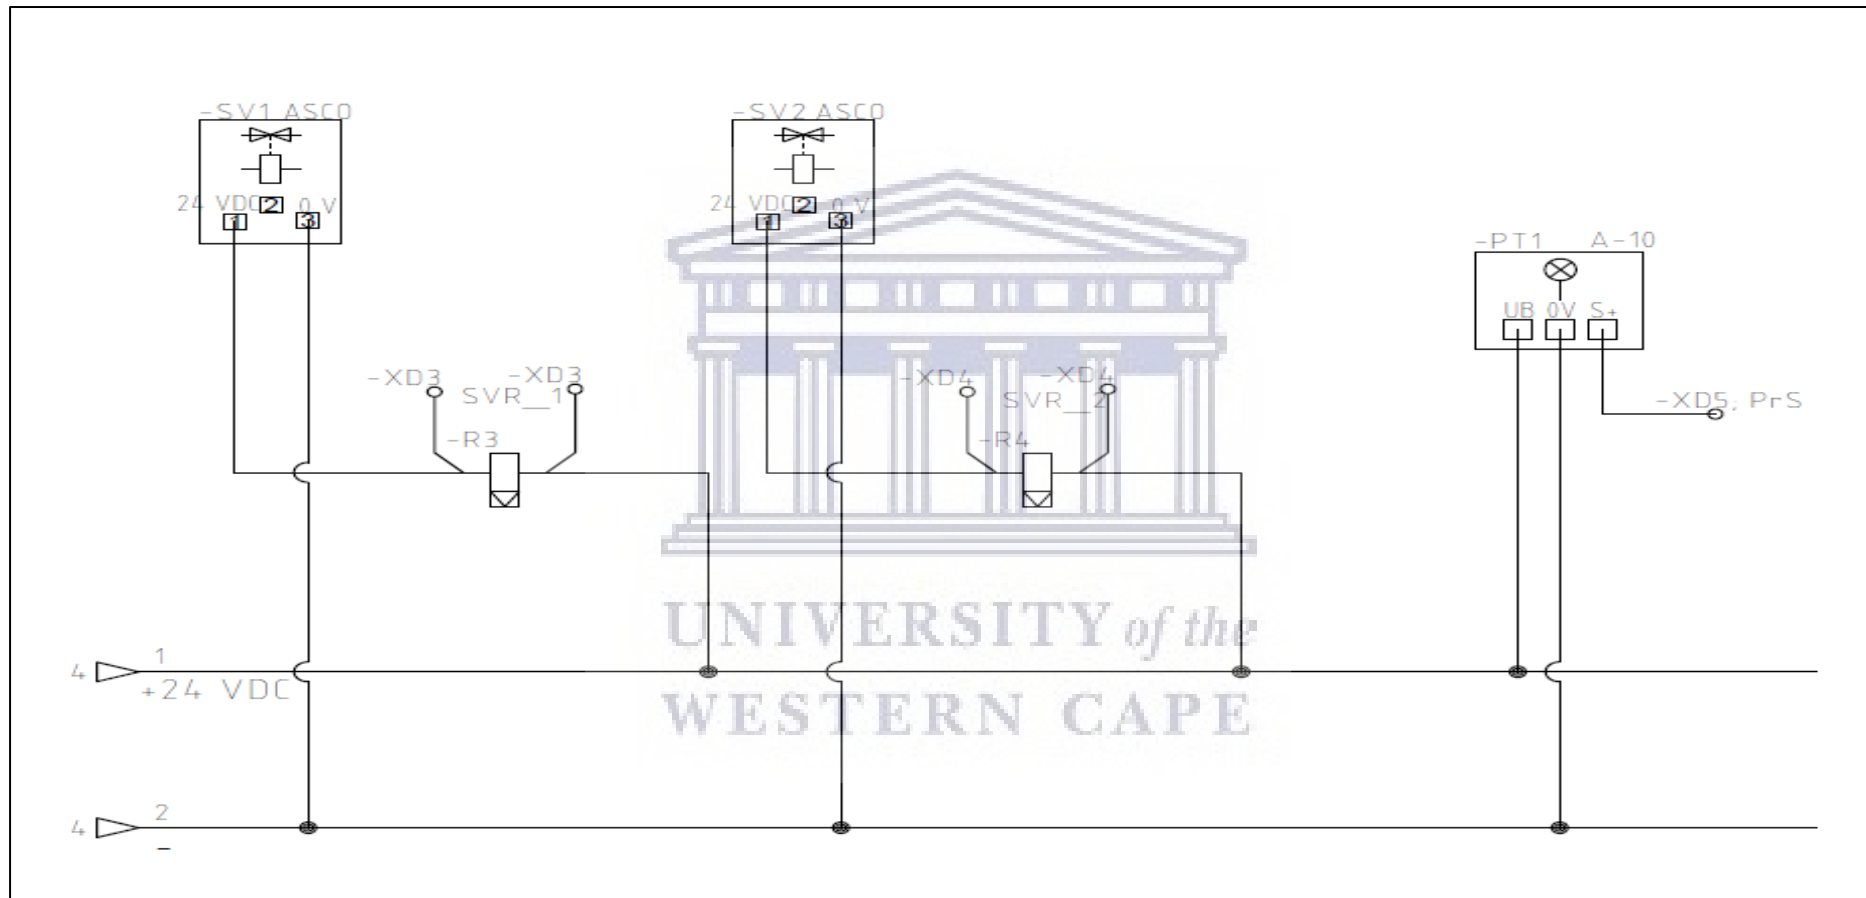 -SV1 ASCO
-SV2 ASCO
24 VDC
2
0 V
1
3
24 VDC
2
0 V
1
3
-PT1 A-10
UB 0V S+
-XD3
-XD3
SVR__1
-R3
-XD4
-XD4
SVR__2
-R4
-XD5, PrS
1
4
+24 VDC
2
4
-
UNIVERSITY of the
WESTERN CAPE